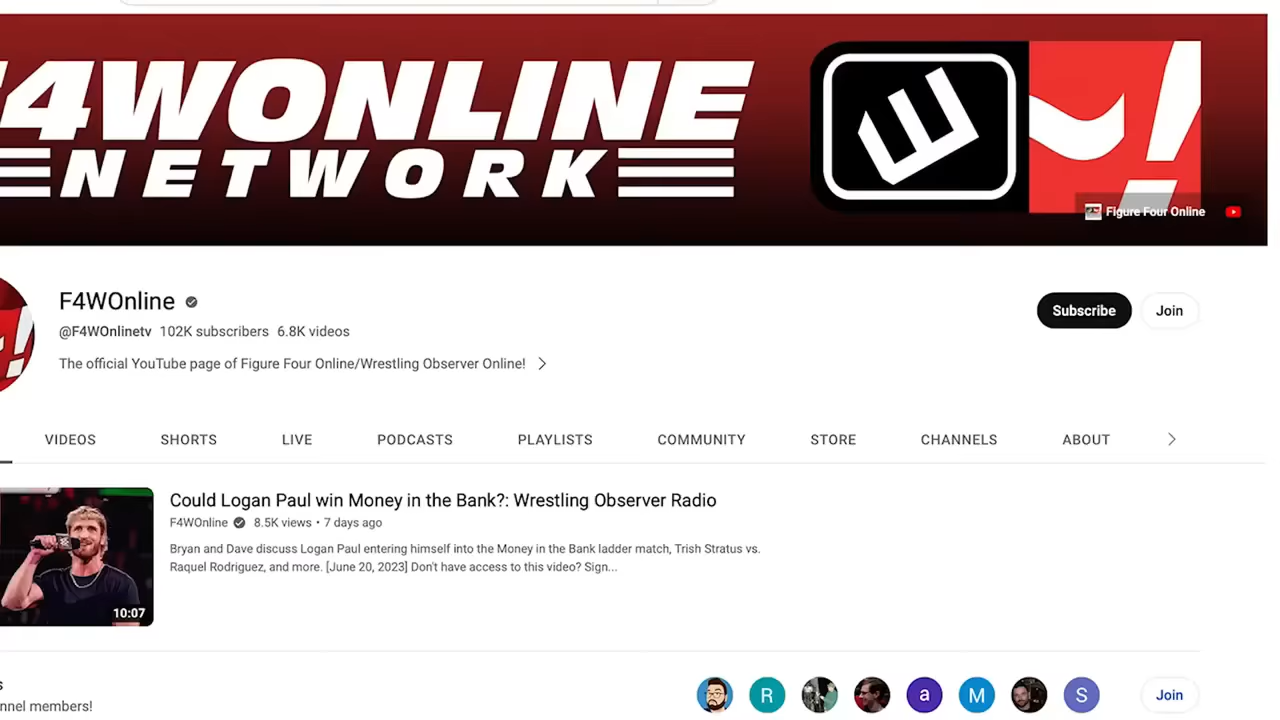 F4WONLINE
NETWORK
Figure Four Online
F4WOnline
@F4WOnlinetv 102K subscribers 6.8K videos
The official YouTube page of Figure Four Online/Wrestling Observer Online!
Subscribe
Join
VIDEOS SHORTS LIVE PODCASTS PLAYLISTS COMMUNITY STORE CHANNELS ABOUT
Could Logan Paul win Money in the Bank?: Wrestling Observer Radio
F4WOnline 8.5K views • 7 days ago
Bryan and Dave discuss Logan Paul entering himself into the Money in the Bank ladder match, Trish Stratus vs.
Raquel Rodriguez, and more. [June 20, 2023] Don't have access to this video? Sign...
10:07
R a M S
Join
nnel members!